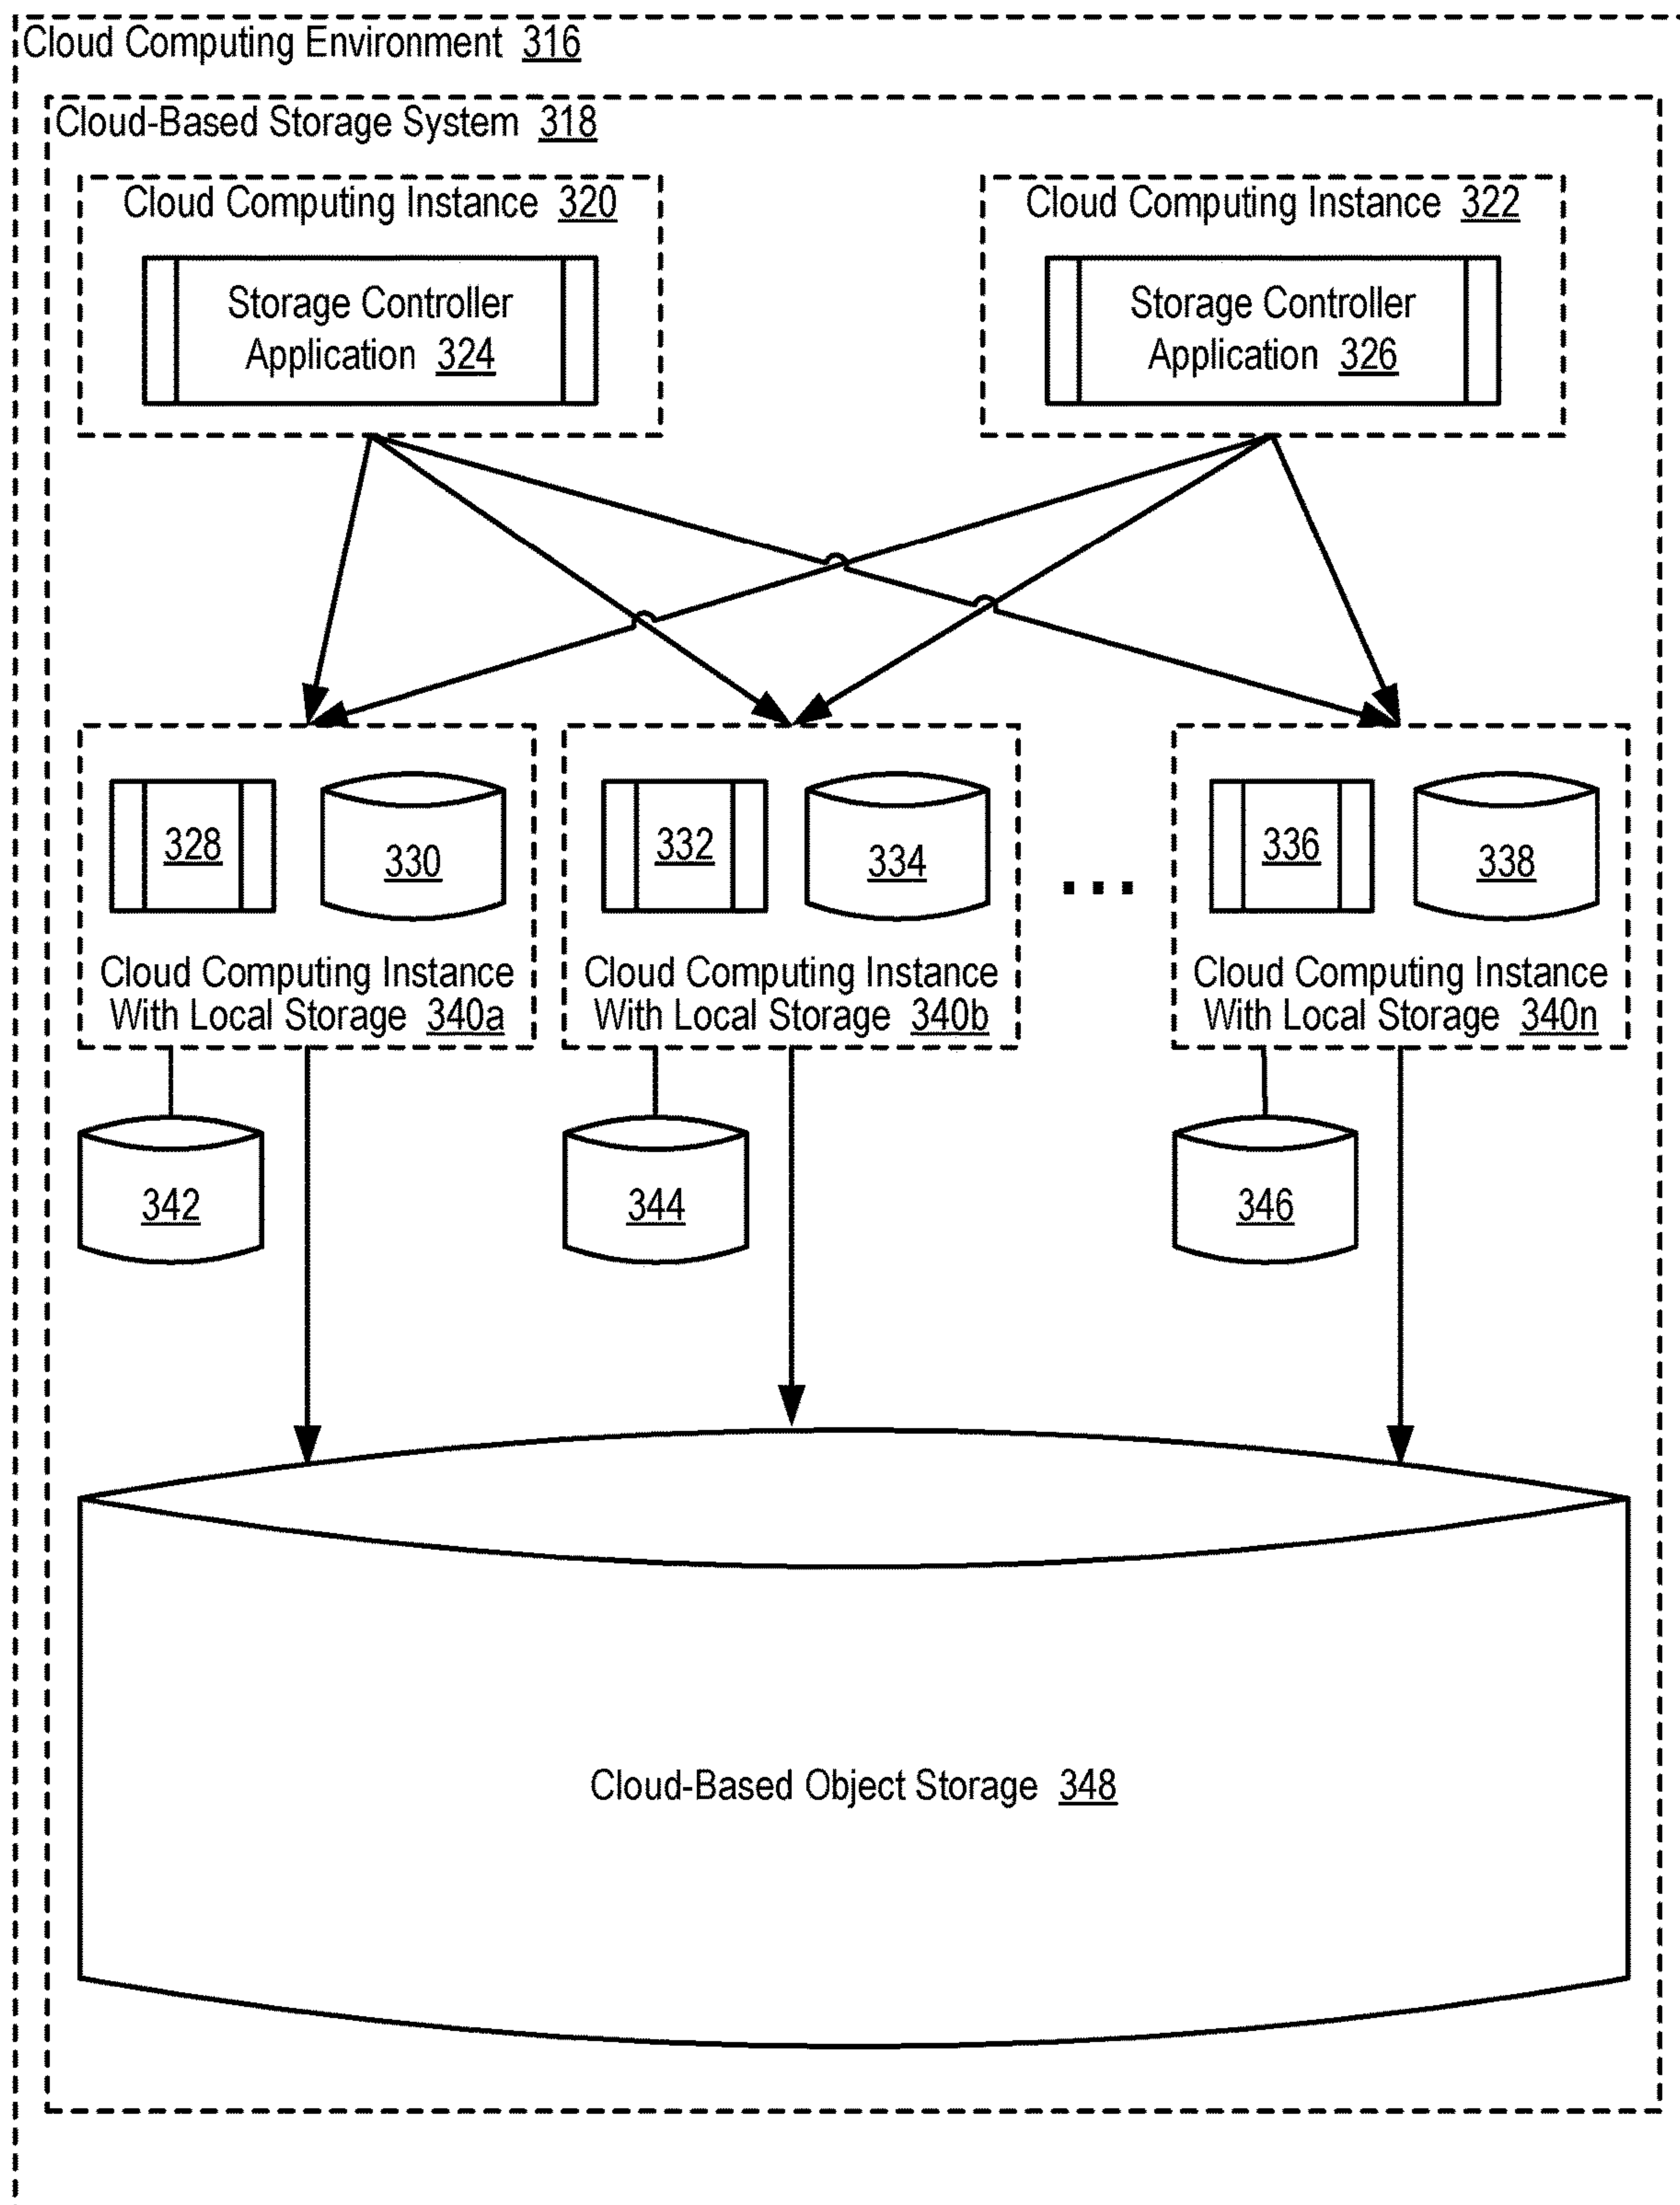 Cloud Computing Environment 316
Cloud-Based Storage System 318
Cloud Computing Instance 320
Storage Controller
Application 324
Cloud Computing Instance 322
Storage Controller
Application 326
328
330
Cloud Computing Instance
With Local Storage 340a
332
334
Cloud Computing Instance
With Local Storage 340b
...
336
338
Cloud Computing Instance
With Local Storage 340n
342
344
346
Cloud-Based Object Storage 348